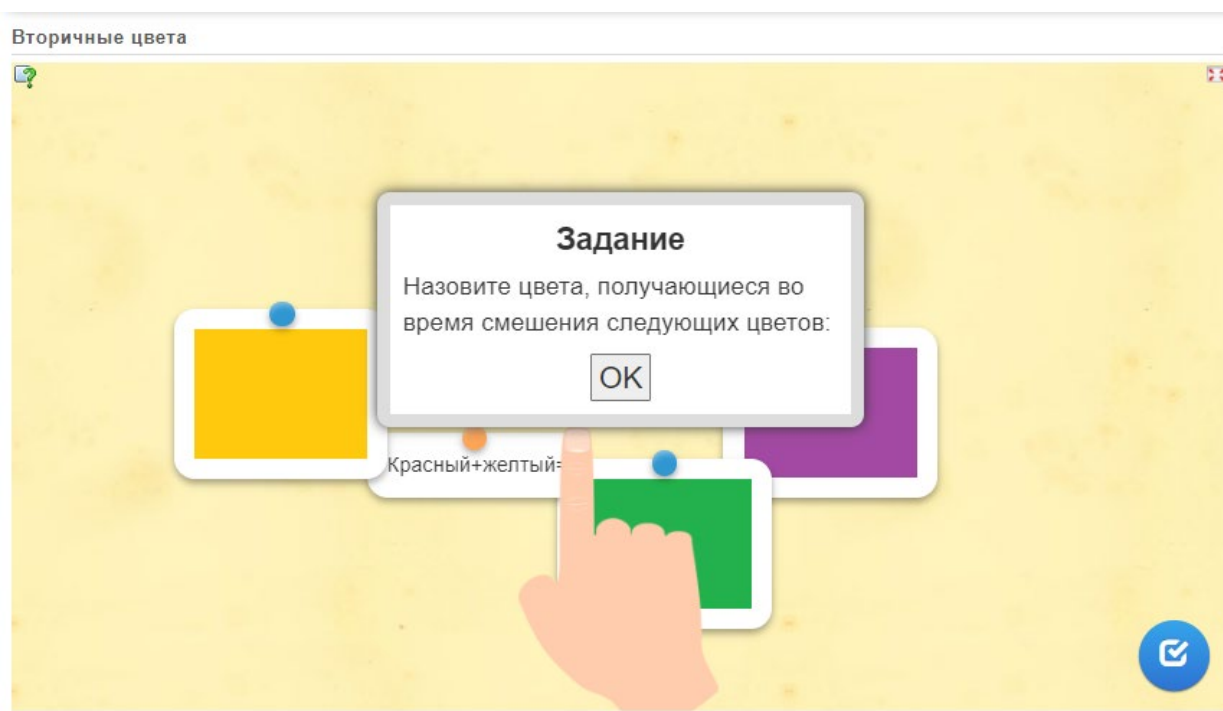 Вторичные цвета
Задание
Назовите цвета, получающиеся во
время смешения следующих цветов:
OK
Красный+желтый=